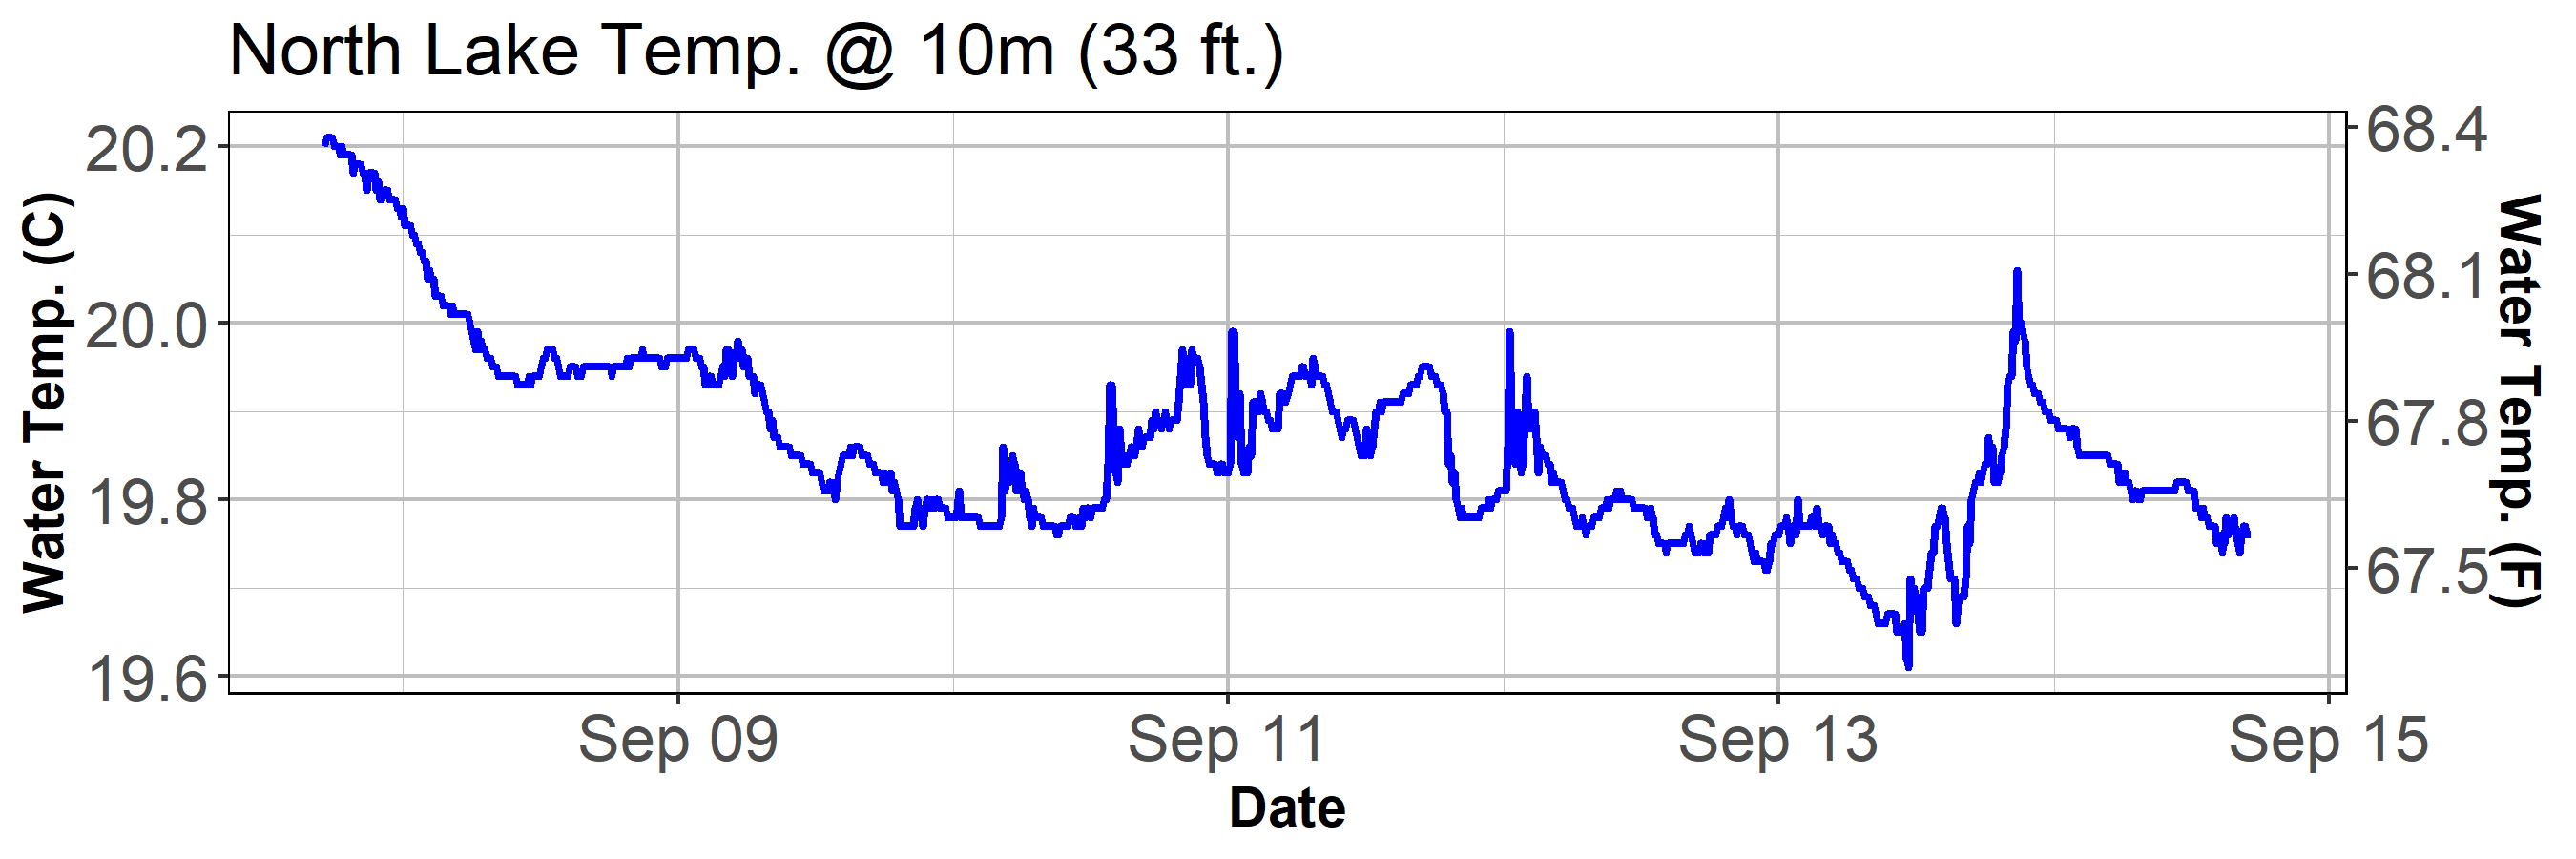 North Lake Temp. @ 10m (33 ft.)
Water Temp. (C)
20.2
20.0
19.8
19.6
68.4
68.1
67.8
67.5
Water Temp. (F)
Sep 09
Sep 11
Sep 13
Sep 15
Date